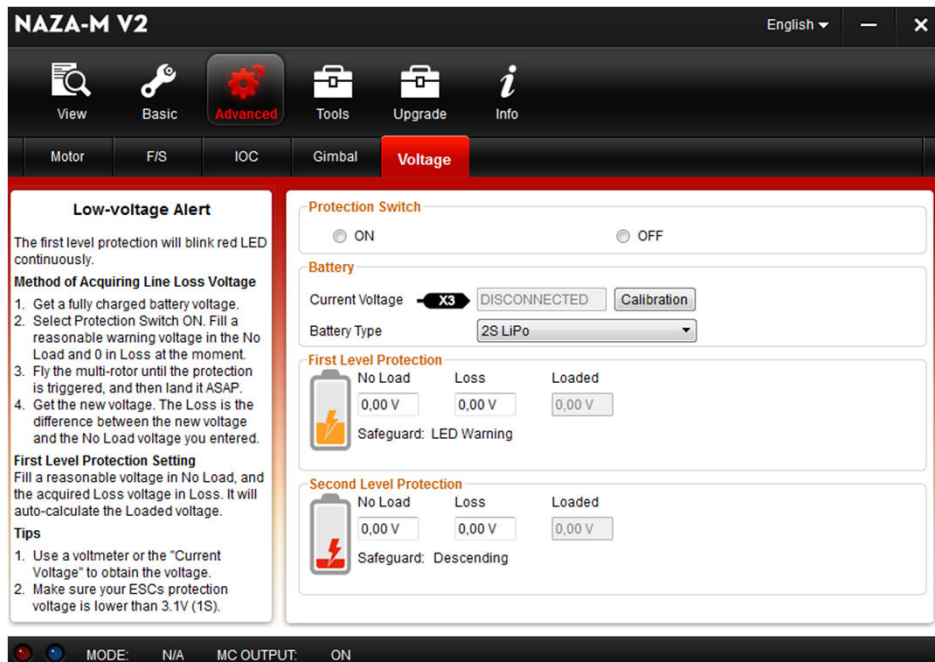 NAZA-M V2
English
View Basic Advanced Tools Upgrade Info
Motor F/S IOC Gimbal Voltage
Low-voltage Alert
The first level protection will blink red LED
continuously.
Method of Acquiring Line Loss Voltage
1. Get a fully charged battery voltage.
2. Select Protection Switch ON. Fill a
reasonable warning voltage in the No
Load and 0 in Loss at the moment.
3. Fly the multi-rotor until the protection
is triggered, and then land it ASAP.
4. Get the new voltage. The Loss is the
difference between the new voltage
and the No Load voltage you entered.
First Level Protection Setting
Fill a reasonable voltage in No Load, and
the acquired Loss voltage in Loss. It will
auto-calculate the Loaded voltage.
Tips
1. Use a voltmeter or the "Current
Voltage" to obtain the voltage.
2. Make sure your ESCs protection
voltage is lower than 3.1V (1S).
Protection Switch
ON OFF
Battery
Current Voltage X3 DISCONNECTED Calibration
Battery Type 2S LiPo
First Level Protection
No Load Loss Loaded
0,00 V 0,00 V 0,00 V
Safeguard: LED Warning
Second Level Protection
No Load Loss Loaded
0,00 V 0,00 V 0,00 V
Safeguard: Descending
MODE: N/A MC OUTPUT: ON